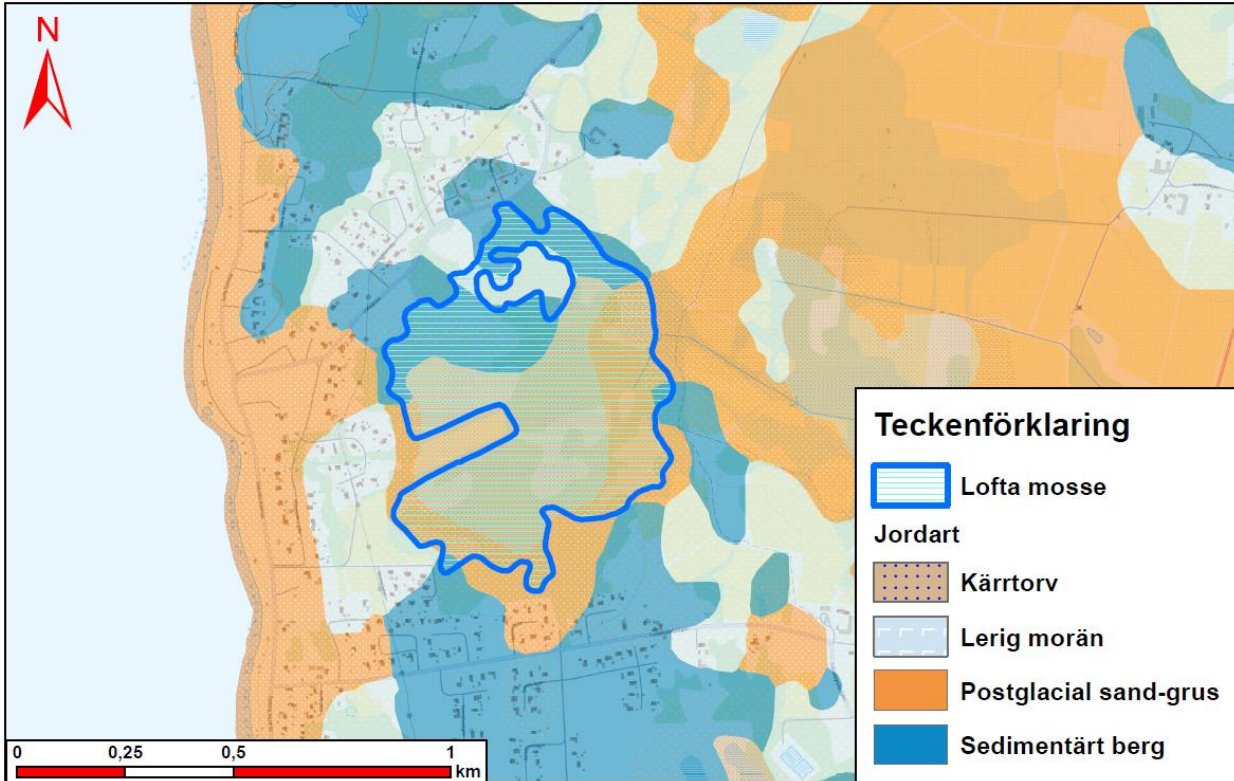 N
Teckenförklaring
Lofta mosse
Jordart
Kärrtorv
Lerig morän
Postglacial sand-grus
Sedimentärt berg
0 0,25 0,5 1
km